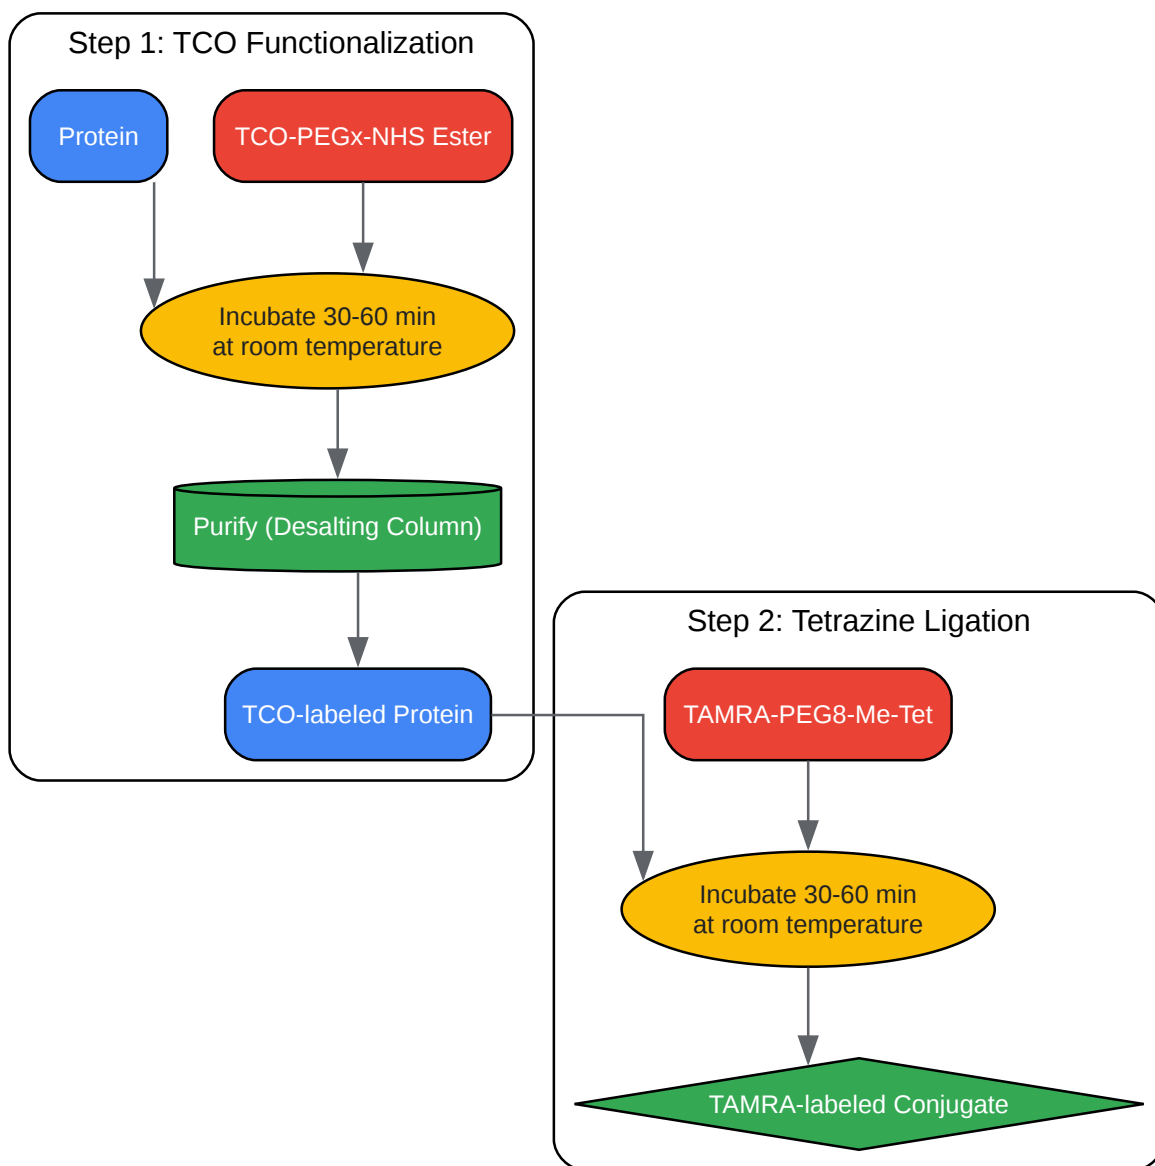 Step 1: TCO Functionalization
Protein
TCO-PEGx-NHS Ester
Incubate 30-60 min
at room temperature
Purify (Desalting Column)
TCO-labeled Protein
Step 2: Tetrazine Ligation
TAMRA-PEG8-Me-Tet
Incubate 30-60 min
at room temperature
TAMRA-labeled Conjugate